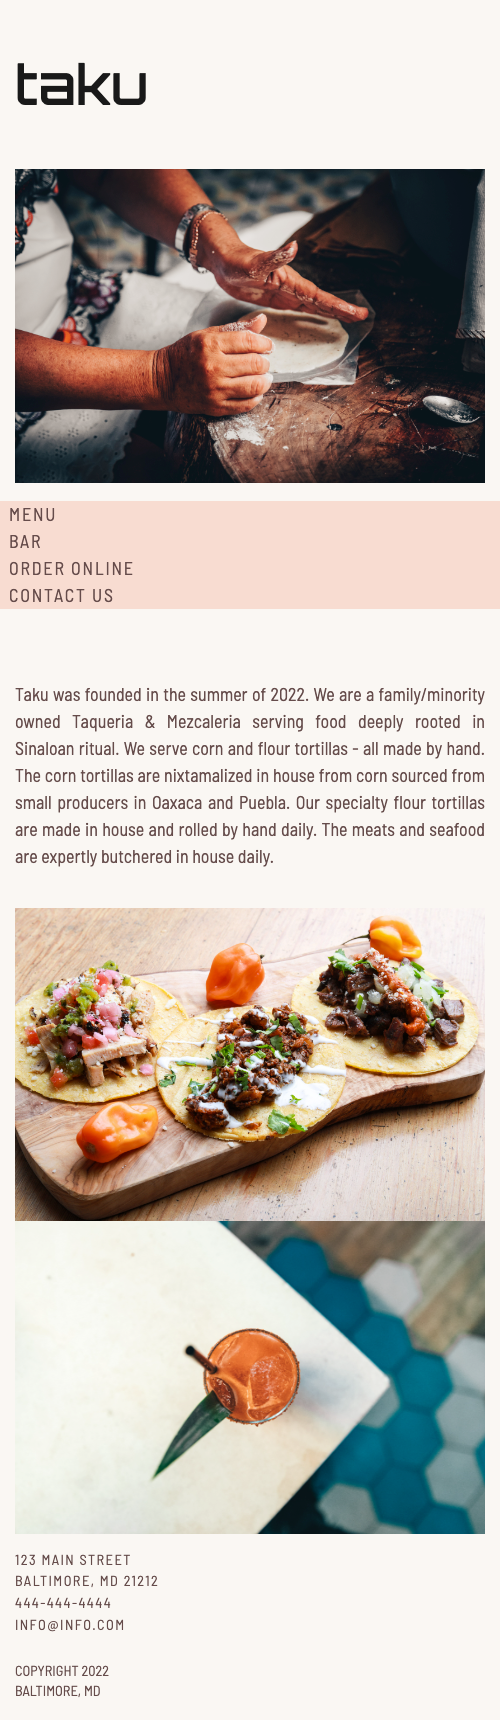 taku
MENU
BAR
ORDER ONLINE
CONTACT US
Taku was founded in the summer of 2022. We are a family/minority
owned Taqueria & Mezcaleria serving food deeply rooted in
Sinaloan ritual. We serve corn and flour tortillas - all made by hand.
The corn tortillas are nixtamalized in house from corn sourced from
small producers in Oaxaca and Puebla. Our specialty flour tortillas
are made in house and rolled by hand daily. The meats and seafood
are expertly butchered in house daily.
123 MAIN STREET
BALTIMORE, MD 21212
444-444-4444
INFO@INFO.COM
COPYRIGHT 2022
BALTIMORE, MD